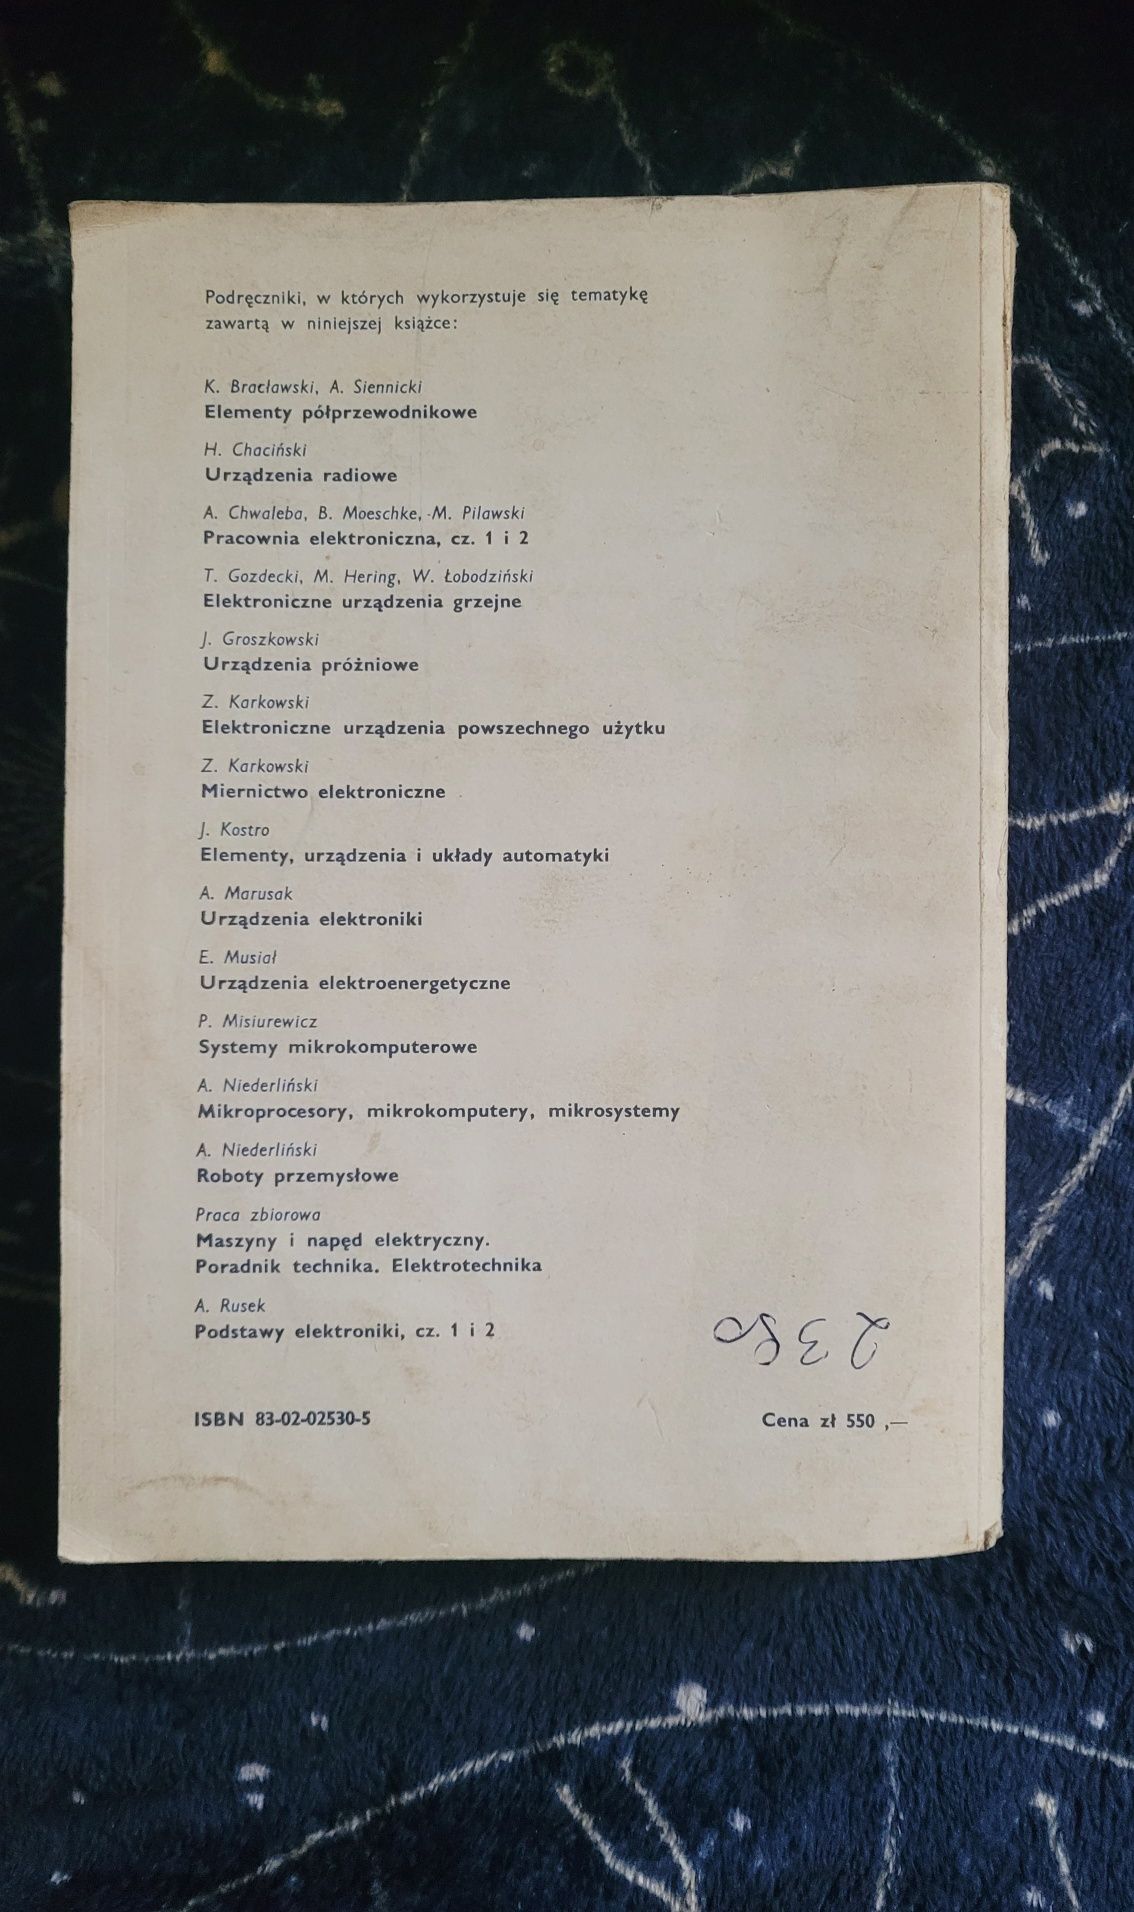 Podręczniki, w których wykorzystuje się tematykę
zawartą w niniejszej książce:
K. Bracławski, A. Siennicki
Elementy półprzewodnikowe
H. Chaciński
Urządzenia radiowe
A. Chwaleba, B. Moeschke, M. Pilawski
Pracownia elektroniczna, cz. 1 i 2
T. Gozdecki, M. Hering, W. Łobodziński
Elektroniczne urządzenia grzejne
J. Groszkowski
Urządzenia próżniowe
Z. Karkowski
Elektroniczne urządzenia powszechnego użytku
Z. Karkowski
Miernictwo elektroniczne
J. Kostro
Elementy, urządzenia i układy automatyki
A. Marusak
Urządzenia elektroniki
E. Musiał
Urządzenia elektroenergetyczne
P. Misiurewicz
Systemy mikrokomputerowe
A. Niederliński
Mikroprocesory, mikrokomputery, mikrosystemy
A. Niederliński
Roboty przemysłowe
Praca zbiorowa
Maszyny i napęd elektryczny.
Poradnik technika. Elektrotechnika
A. Rusek
Podstawy elektroniki, cz. 1 i 2
ISBN 83-02-02530-5
Cena zł 550 ,—